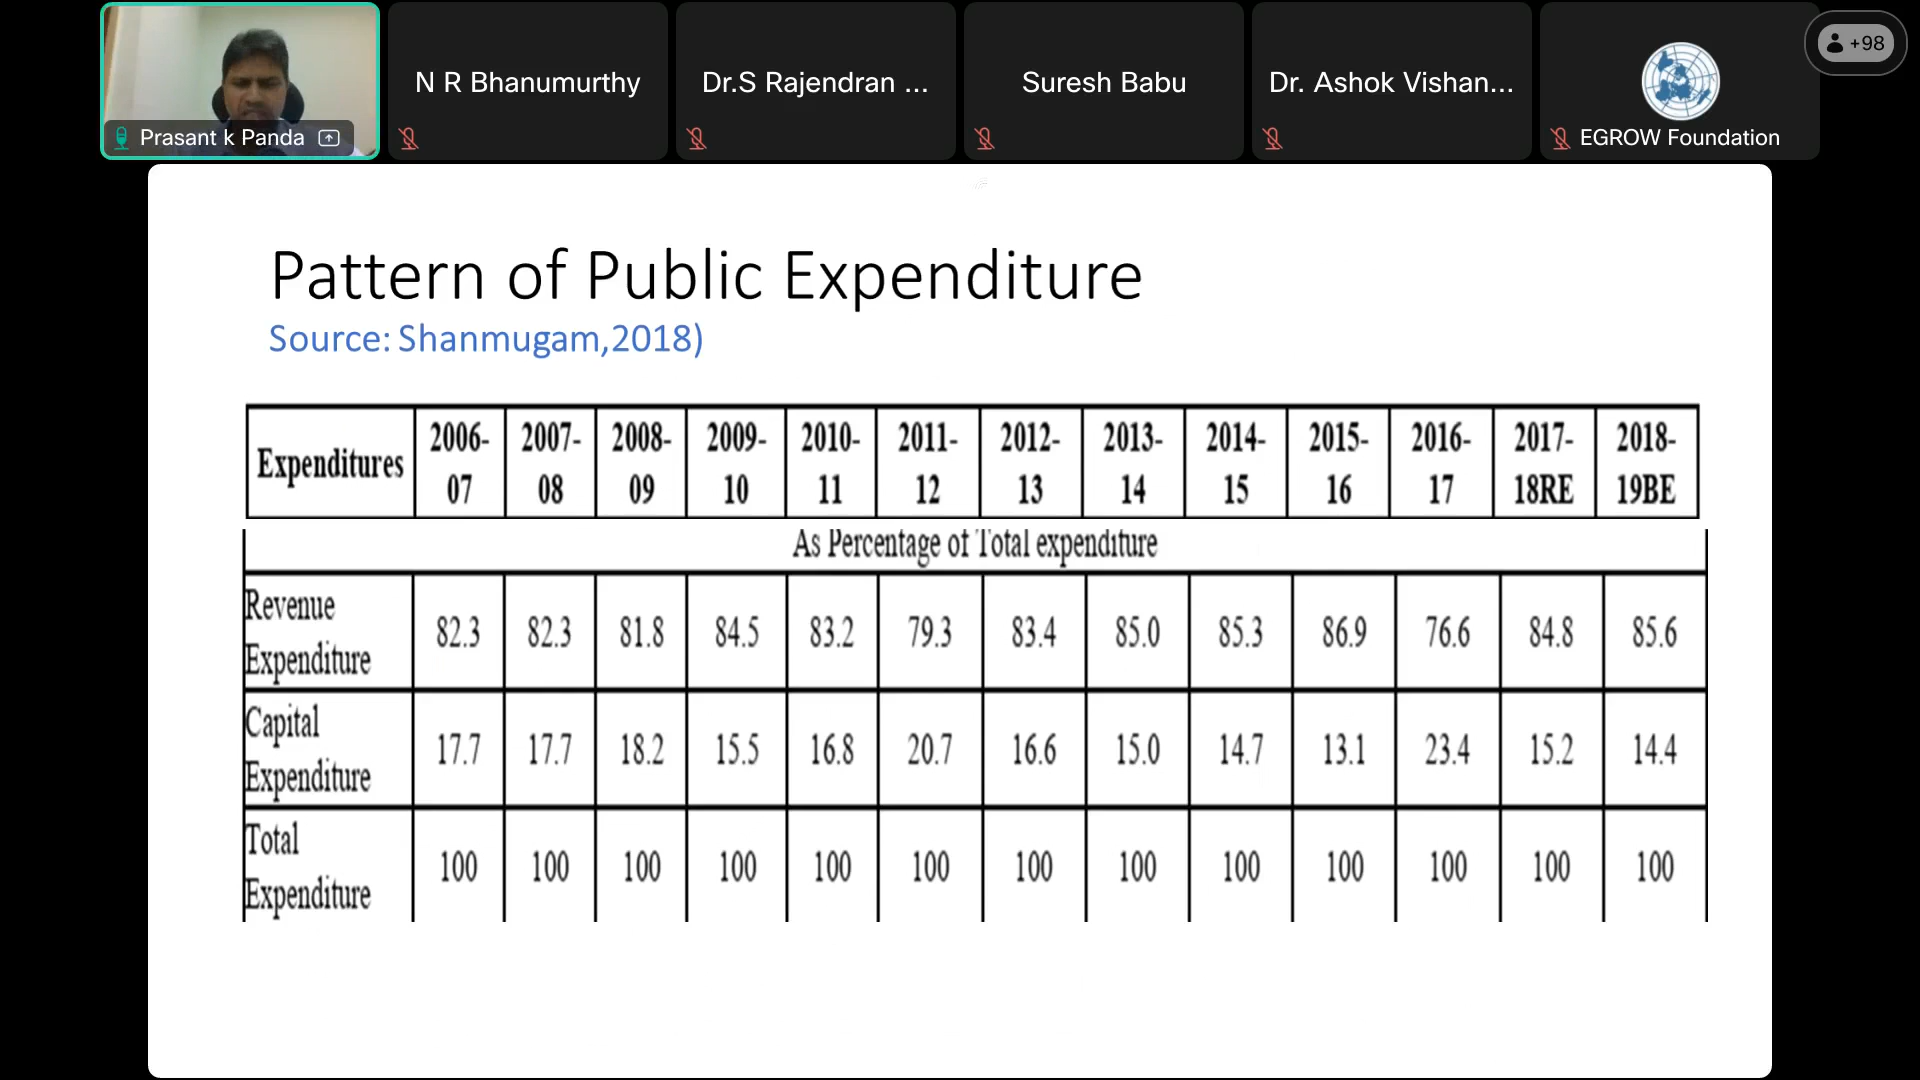 N R Bhanumurthy
Dr.S Rajendran ...
Suresh Babu
Dr. Ashok Vishan...
+98
Prasant k Panda
EGROW Foundation
Pattern of Public Expenditure
Source: Shanmugam,2018)
Expenditures 2006-07 2007-08 2008-09 2009-10 2010-11 2011-12 2012-13 2013-14 2014-15 2015-16 2016-17 2017-18RE 2018-19BE
As Percentage of Total expenditure
Revenue Expenditure 82.3 82.3 81.8 84.5 83.2 79.3 83.4 85.0 85.3 86.9 76.6 84.8 85.6
Capital Expenditure 17.7 17.7 18.2 15.5 16.8 20.7 16.6 15.0 14.7 13.1 23.4 15.2 14.4
Total Expenditure 100 100 100 100 100 100 100 100 100 100 100 100 100